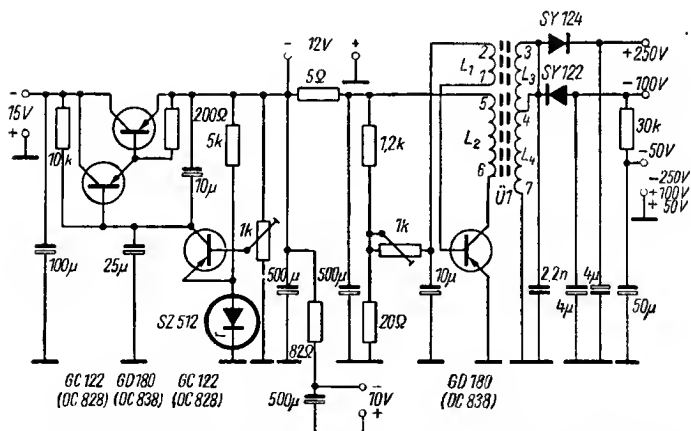 SY 124
+250V
SY 122
-100V
- 12V +
5Ω
2
L₁
1
3
L₃
5
4
L₂
L₄
6
Ü1
7
- 15V +
10k
200Ω
5k
10µ
1,2k
30k
-50V
-250V
+100V
+50V
1k
1k
100µ
25µ
500µ
500µ
10µ
2,2n
4µ
4µ
50µ
SZ 512
82Ω
20Ω
GC 122
(OC 828)
GD 180
(OC 838)
GC 122
(OC 828)
500µ
- 10V +
GD 180
(OC 838)